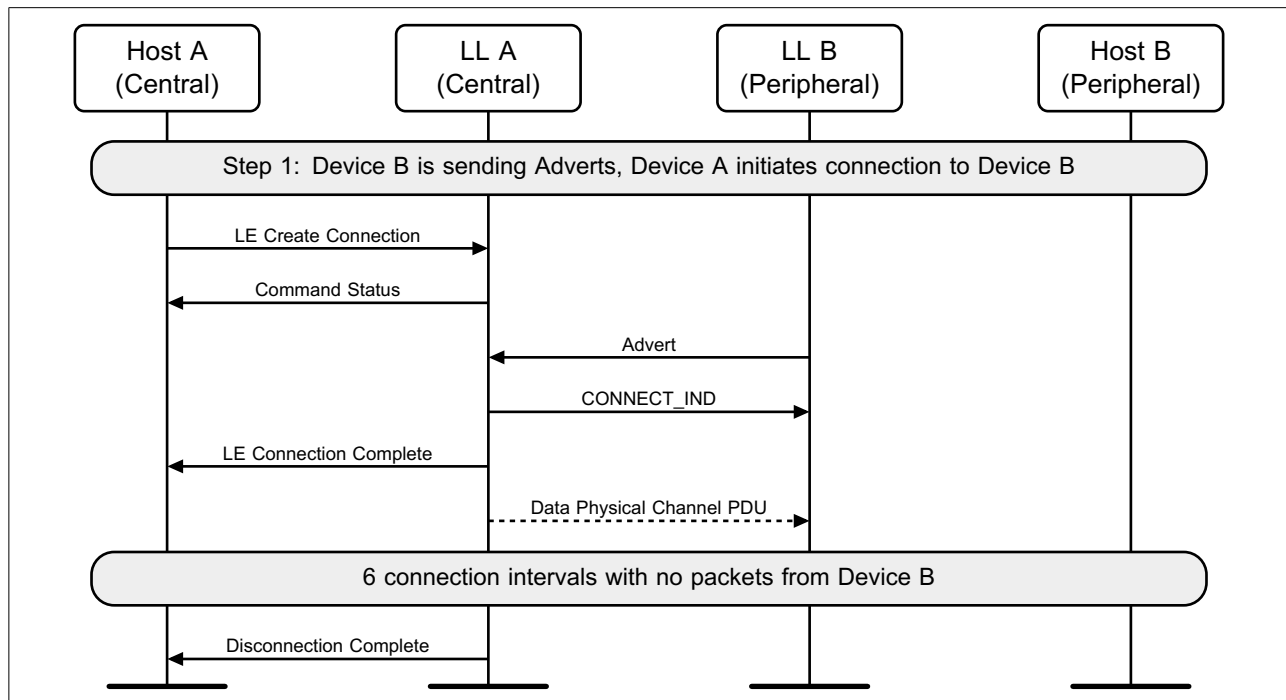 Host A
(Central)
LL A
(Central)
LL B
(Peripheral)
Host B
(Peripheral)
Step 1: Device B is sending Adverts, Device A initiates connection to Device B
LE Create Connection
Command Status
Advert
CONNECT_IND
LE Connection Complete
Data Physical Channel PDU
6 connection intervals with no packets from Device B
Disconnection Complete